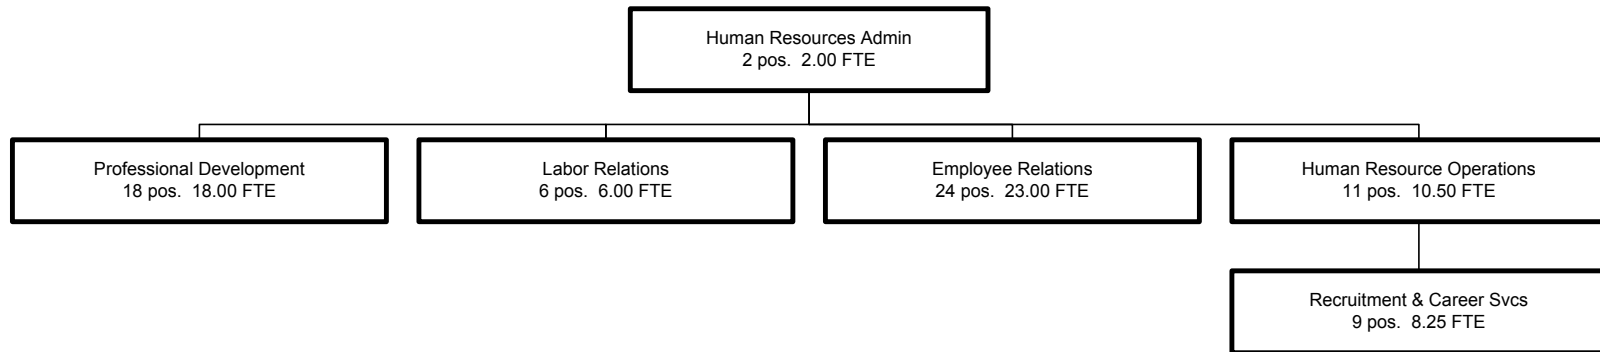 Human Resources Admin
2 pos.  2.00 FTE
Professional Development
18 pos.  18.00 FTE
Labor Relations
6 pos.  6.00 FTE
Employee Relations
24 pos.  23.00 FTE
Human Resource Operations
11 pos.  10.50 FTE
Recruitment & Career Svcs
9 pos.  8.25 FTE